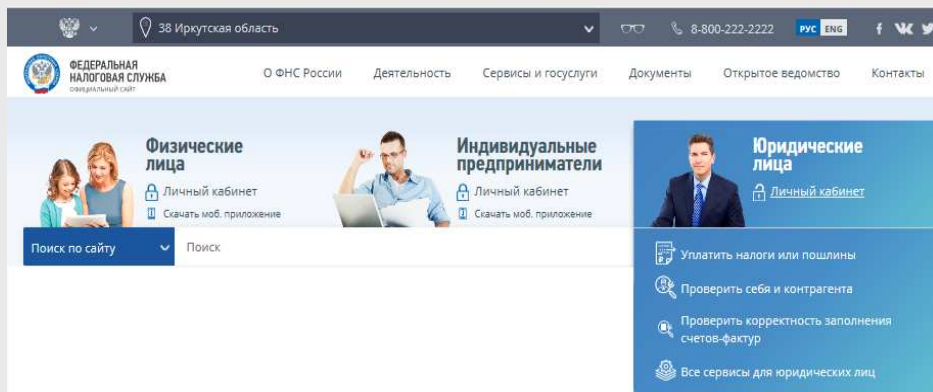 38 Иркутская область
8-800-222-2222
РУС ENG
ФЕДЕРАЛЬНАЯ
НАЛОГОВАЯ СЛУЖБА
ОФИЦИАЛЬНЫЙ САЙТ
О ФНС России
Деятельность
Сервисы и госуслуги
Документы
Открытое ведомство
Контакты
Физические
лица
Личный кабинет
Скачать моб. приложение
Индивидуальные
предприниматели
Личный кабинет
Скачать моб. приложение
Юридические
лица
Личный кабинет
Поиск по сайту
Поиск
Уплатить налоги или пошлины
Проверить себя и контрагента
Проверить корректность заполнения
счетов-фактур
Все сервисы для юридических лиц